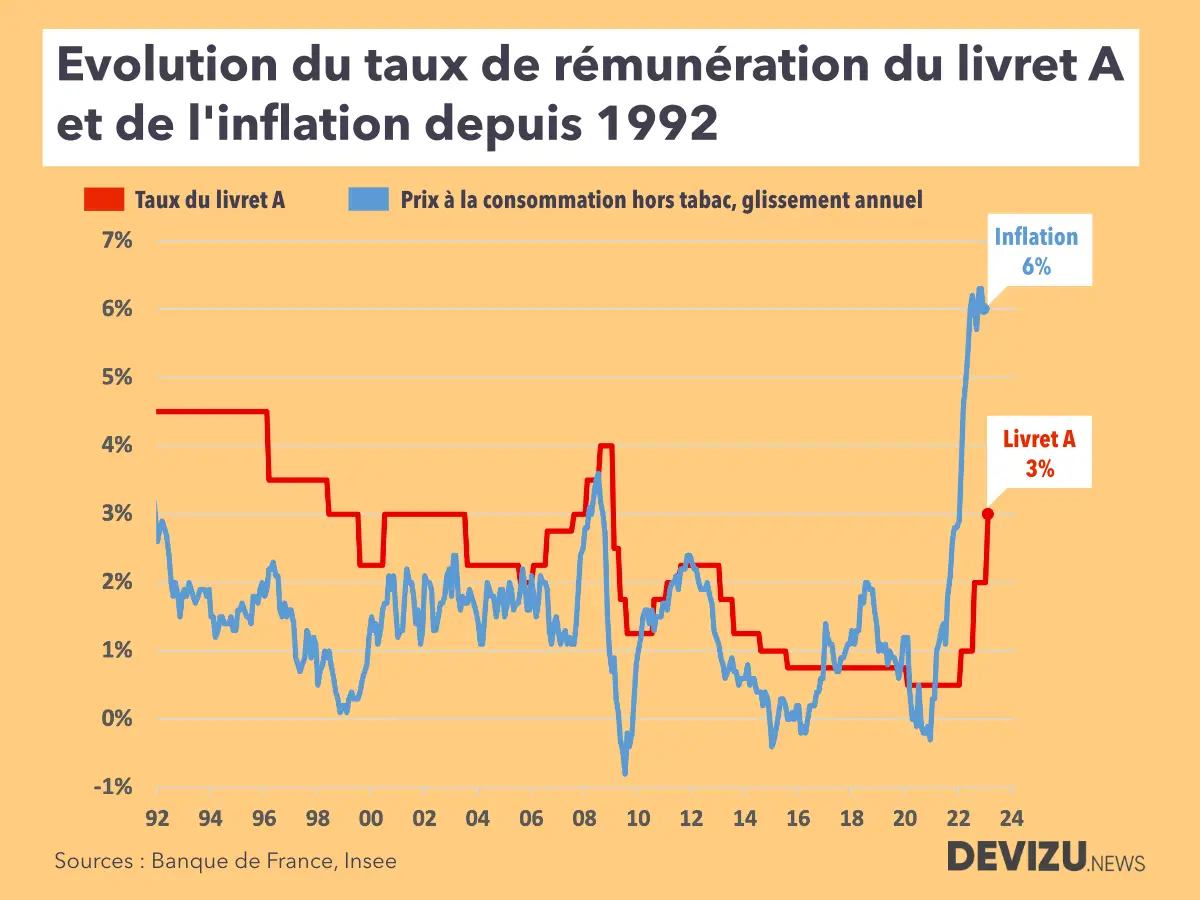 Evolution du taux de rémunération du livret A
et de l'inflation depuis 1992
Taux du livret A
Prix à la consommation hors tabac, glissement annuel
7%
Inflation
6%
6%
5%
4%
Livret A
3%
3%
2%
1%
0%
-1%
92 94 96 98 00 02 04 06 08 10 12 14 16 18 20 22 24
Sources : Banque de France, Insee
DEVIZU.NEWS